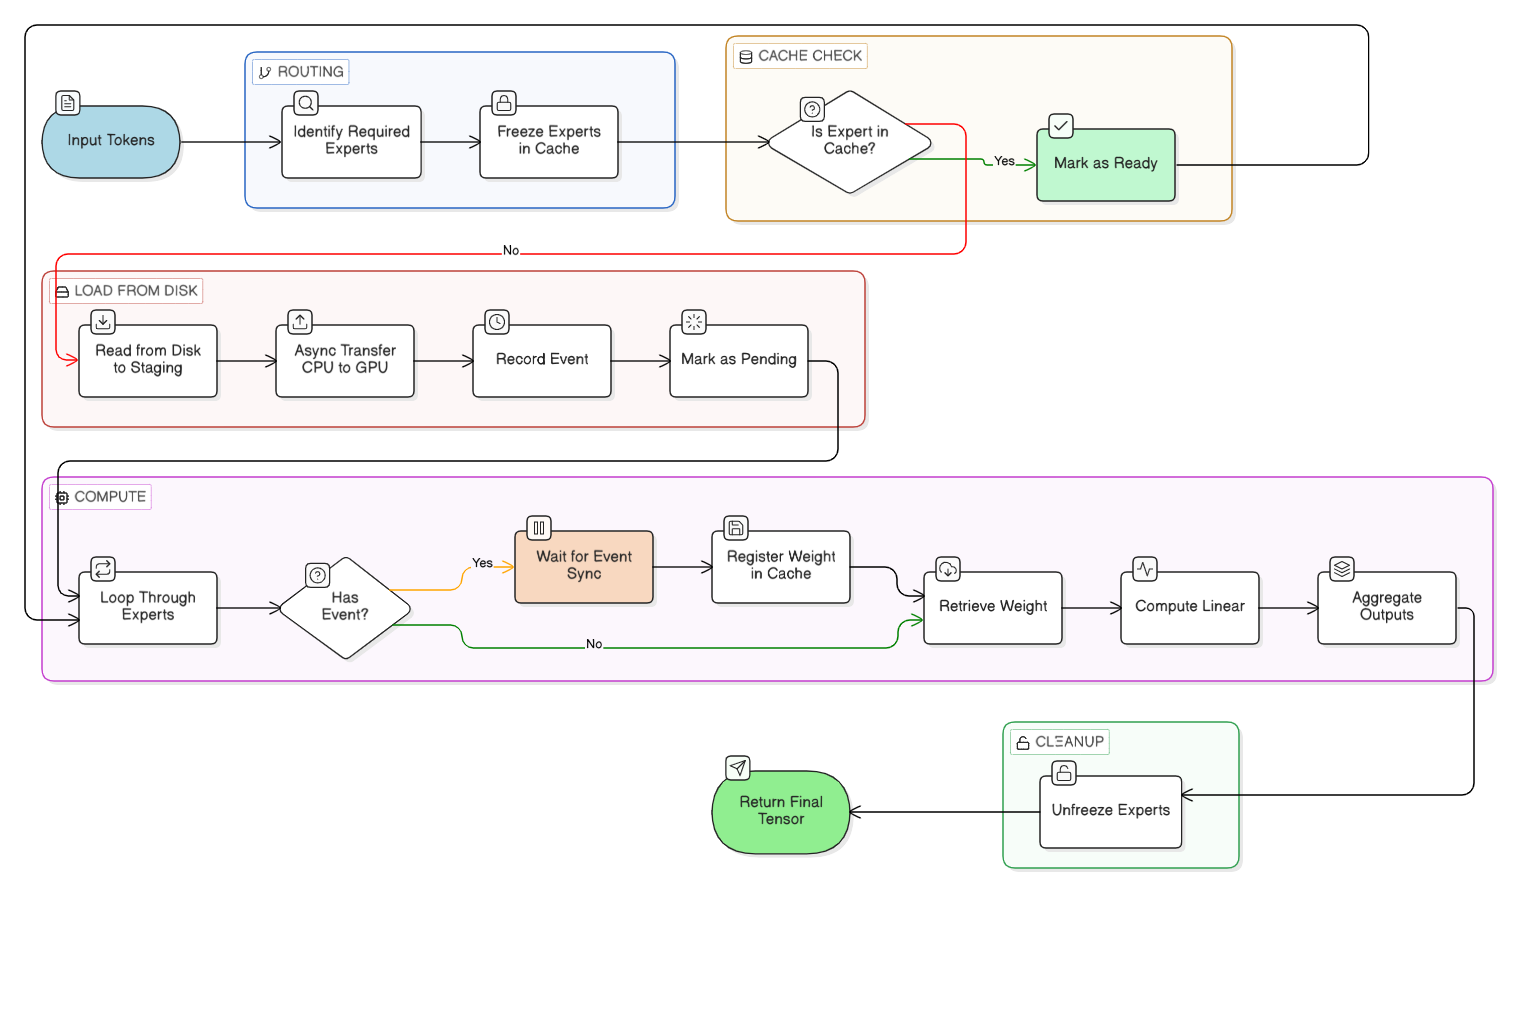 ROUTING
CACHE CHECK
Input Tokens
Identify Required
Experts
Freeze Experts
in Cache
Is Expert in
Cache?
Yes
Mark as Ready
No
LOAD FROM DISK
Read from Disk
to Staging
Async Transfer
CPU to GPU
Record Event
Mark as Pending
COMPUTE
Loop Through
Experts
Has
Event?
Yes
Wait for Event
Sync
Register Weight
in Cache
No
Retrieve Weight
Compute Linear
Aggregate
Outputs
CLEANUP
Unfreeze Experts
Return Final
Tensor